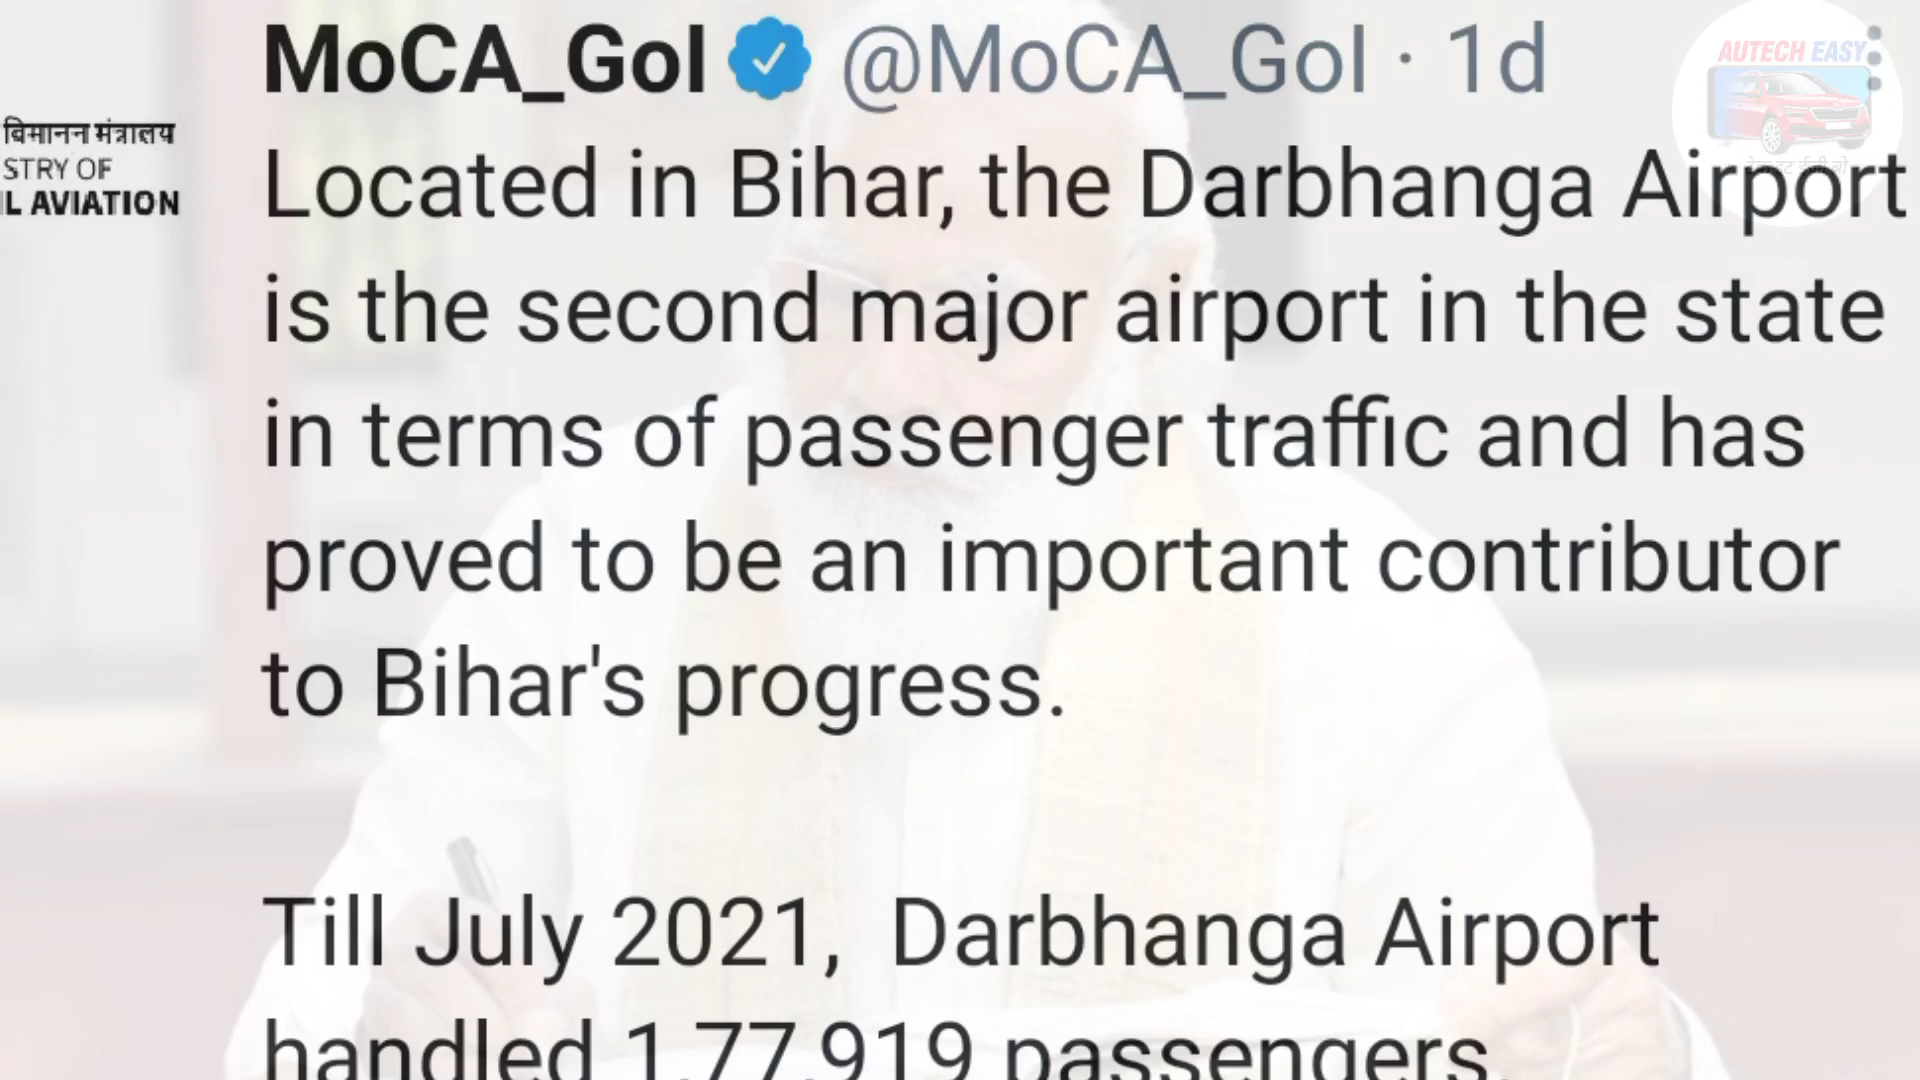 MoCA_GoI @MoCA_GoI · 1d
AUTECH EASY
विमानन मंत्रालय
STRY OF
IL AVIATION
Located in Bihar, the Darbhanga Airport
is the second major airport in the state
in terms of passenger traffic and has
proved to be an important contributor
to Bihar's progress.
Till July 2021, Darbhanga Airport
handled 1,77,919 passengers.